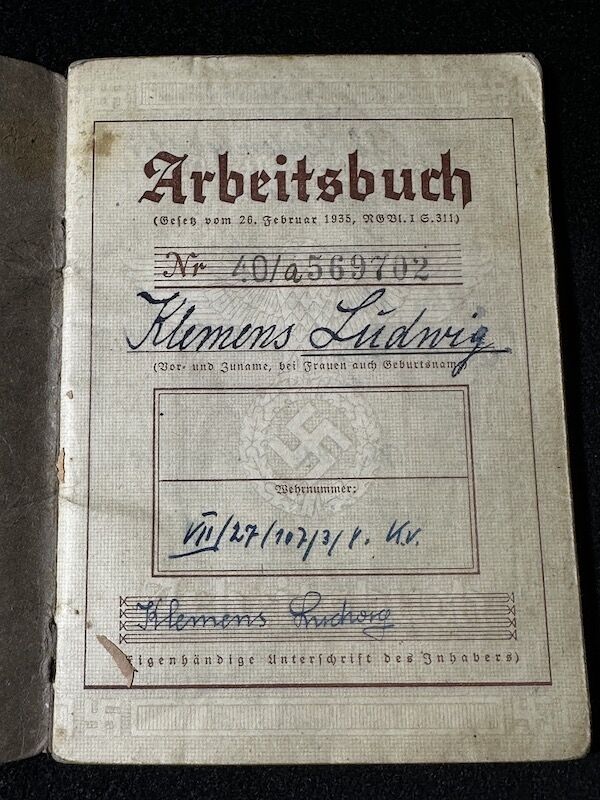 Arbeitsbuch
(Gesetz vom 26. Februar 1935, RGBl. I S. 311)
Nr 40/a569702
Klemens Ludwig
(Vor- und Zuname, bei Frauen auch Geburtsname)
Wehrnummer:
VII/27/107/3/1. Kv.
Klemens Ludwig
(Eigenhändige Unterschrift des Inhabers)